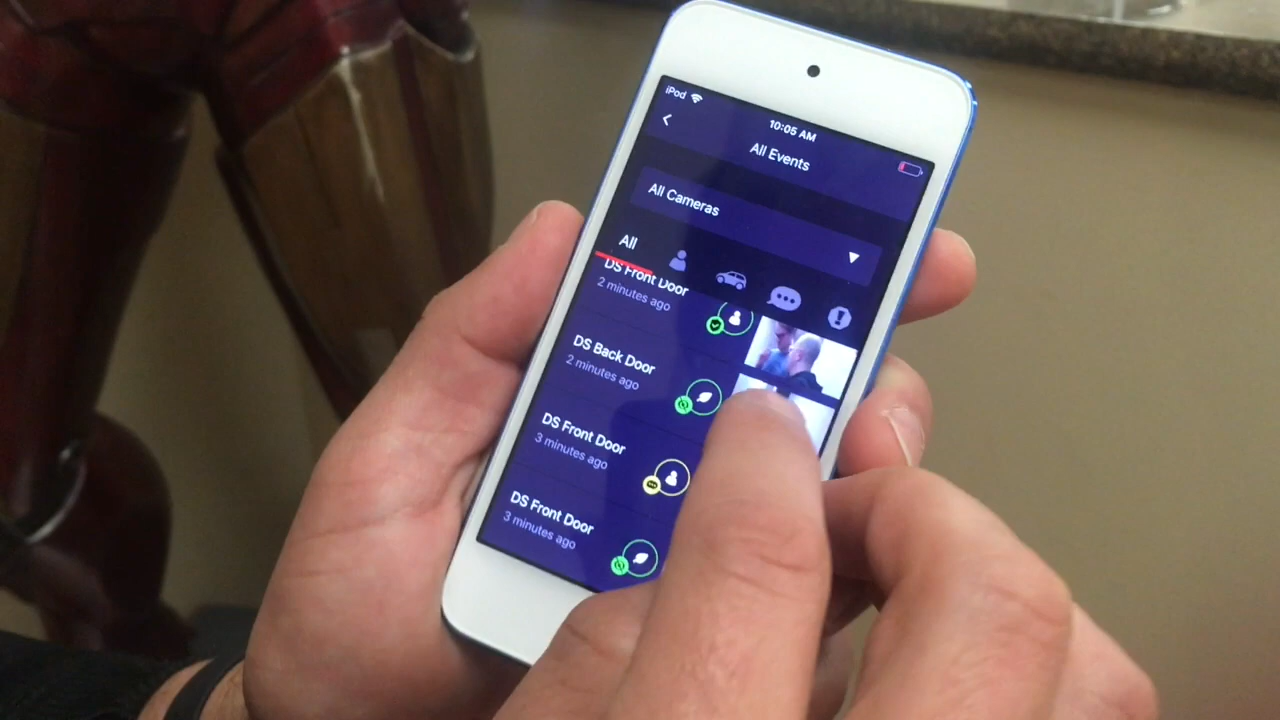 iPod
10:05 AM
All Events
All Cameras
All
DS Front Door
2 minutes ago
DS Back Door
2 minutes ago
DS Front Door
3 minutes ago
DS Front Door
3 minutes ago